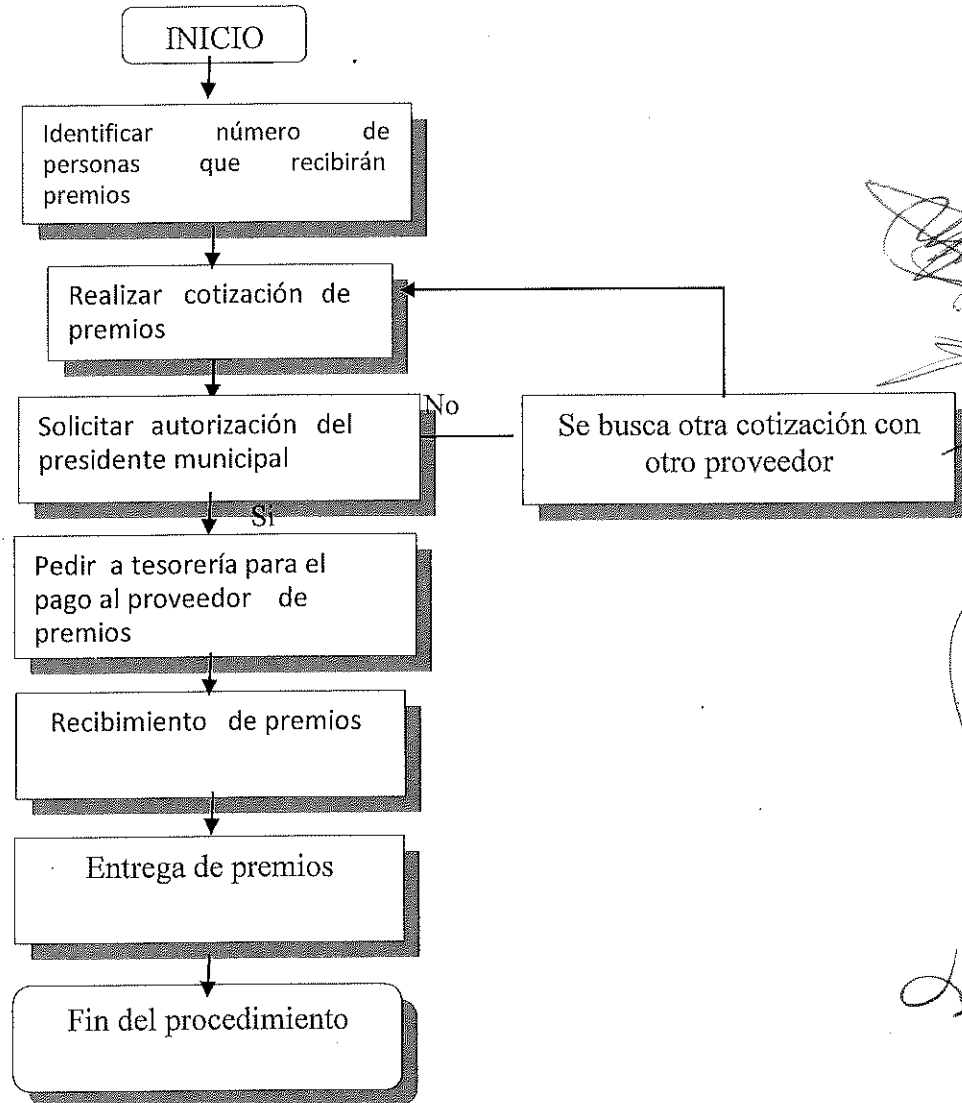 INICIO
Identificar número de
personas que recibirán
premios
Realizar cotización de
premios
Solicitar autorización del
presidente municipal
No
Se busca otra cotización con
otro proveedor
Si
Pedir a tesorería para el
pago al proveedor de
premios
Recibimiento de premios
Entrega de premios
Fin del procedimiento